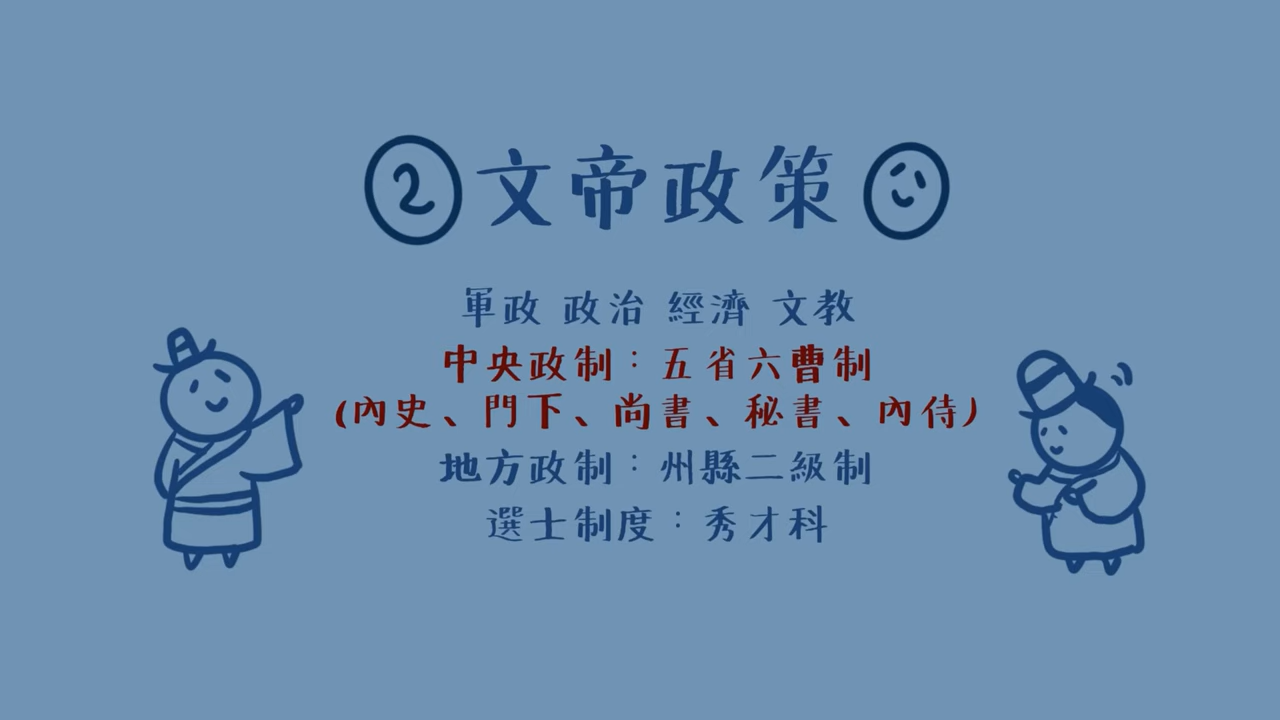 ② 文帝政策
軍政 政治 經濟 文教
中央政制：五省六曹制
(內史、門下、尚書、秘書、內侍)
地方政制：州縣二級制
選士制度：秀才科